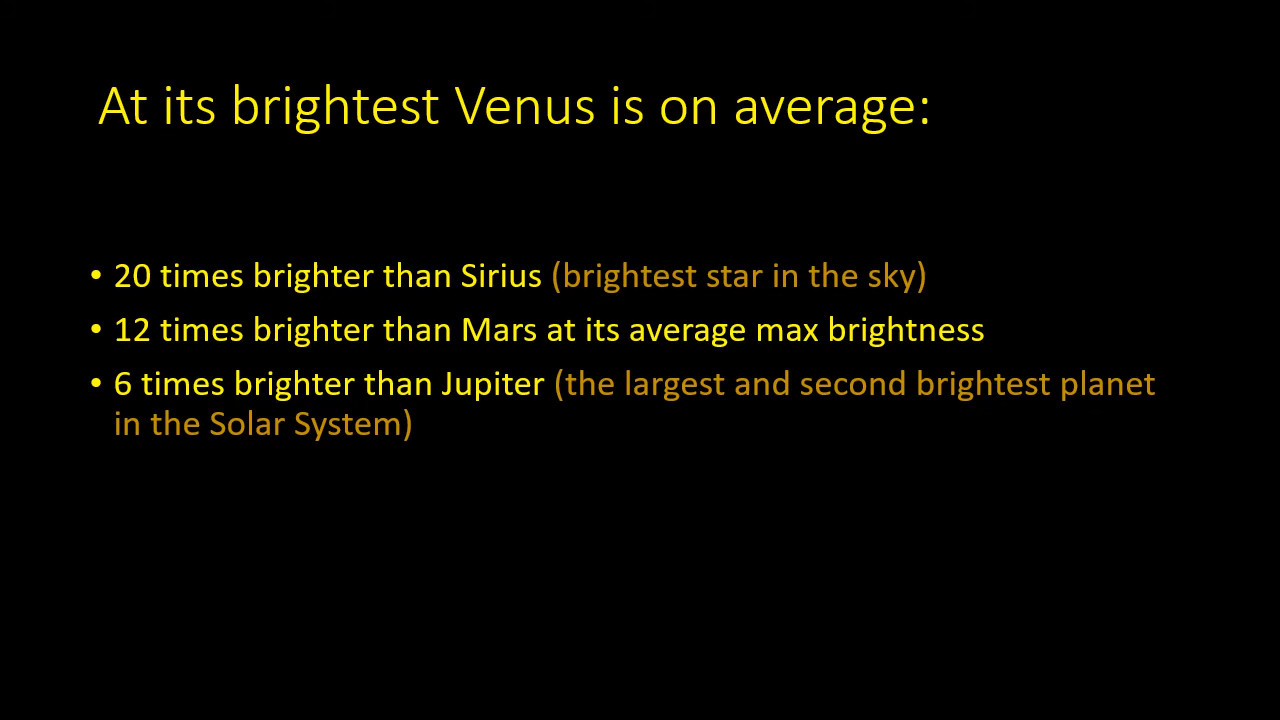 At its brightest Venus is on average:
• 20 times brighter than Sirius (brightest star in the sky)
• 12 times brighter than Mars at its average max brightness
• 6 times brighter than Jupiter (the largest and second brightest planet
in the Solar System)